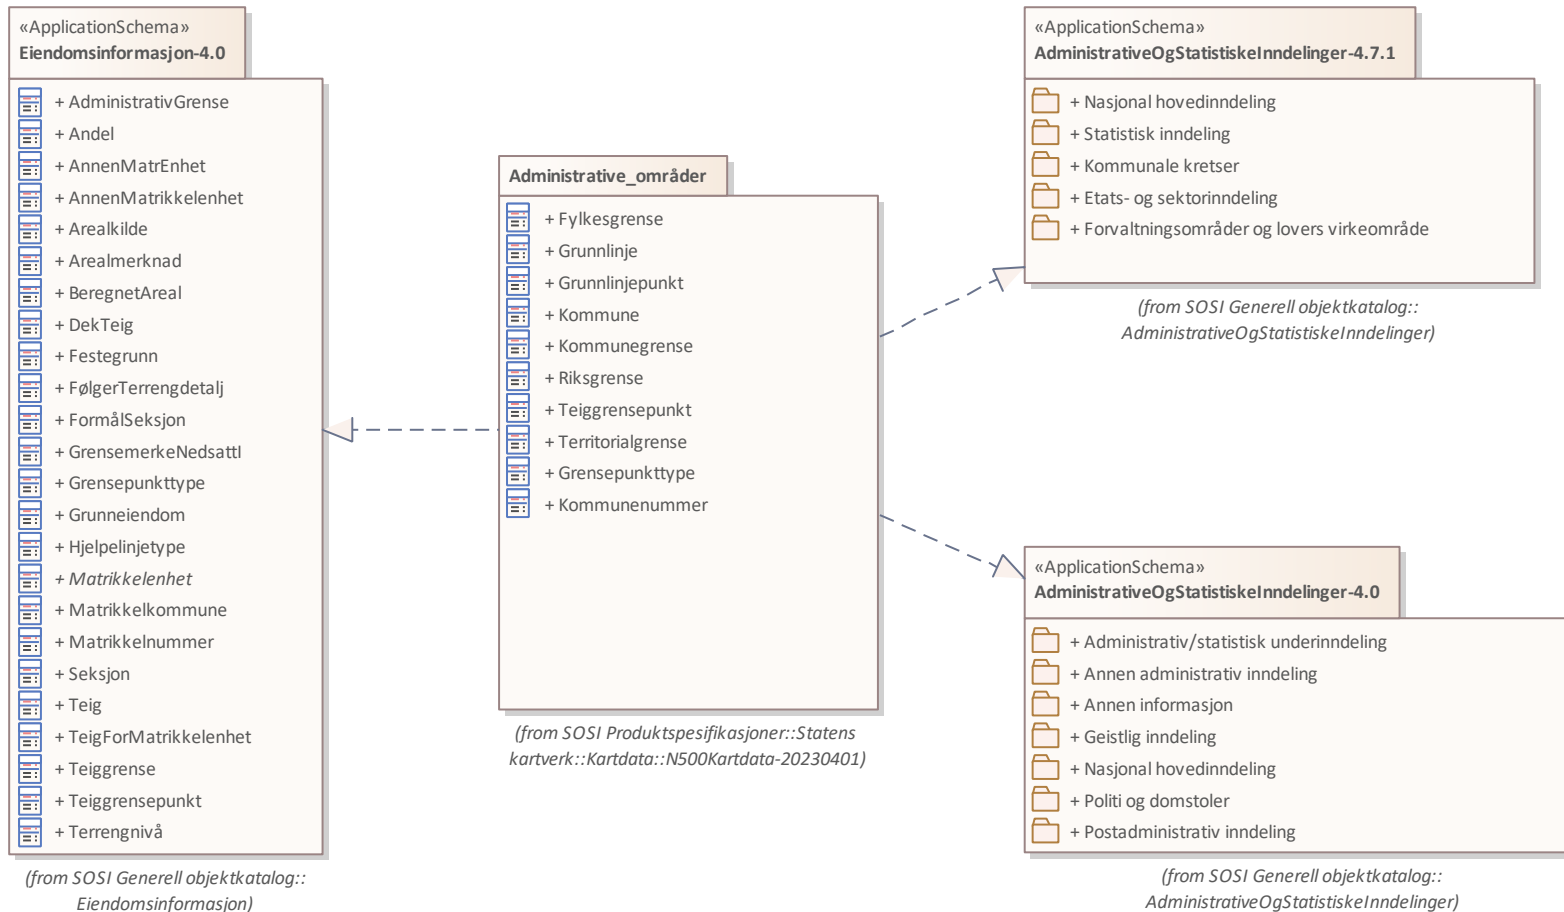 «ApplicationSchema»
Eiendomsinformasjon-4.0
+ AdministrativGrense
+ Andel
+ AnnenMatrEnhet
+ AnnenMatrikkelenhet
+ Arealkilde
+ Arealmerknad
+ BeregnetAreal
+ DekTeig
+ Festegrunn
+ FølgerTerrengdetalj
+ FormålSeksjon
+ GrensemerkeNedsattI
+ Grensepunkttype
+ Grunneiendom
+ Hjelpelinjetype
+ Matrikkelenhet
+ Matrikkelkommune
+ Matrikkelnummer
+ Seksjon
+ Teig
+ TeigForMatrikkelenhet
+ Teiggrense
+ Teiggrensepunkt
+ Terrengnivå
(from SOSI Generell objektkatalog::
Eiendomsinformasjon)
Administrative_områder
+ Fylkesgrense
+ Grunnlinje
+ Grunnlinjepunkt
+ Kommune
+ Kommunegrense
+ Riksgrense
+ Teiggrensepunkt
+ Territorialgrense
+ Grensepunkttype
+ Kommunenummer
(from SOSI Produktspesifikasjoner::Statens
kartverk::Kartdata::N500Kartdata-20230401)
«ApplicationSchema»
AdministrativeOgStatistiskeInndelinger-4.7.1
+ Nasjonal hovedinndeling
+ Statistisk inndeling
+ Kommunale kretser
+ Etats- og sektorinndeling
+ Forvaltningsområder og lovers virkeområde
(from SOSI Generell objektkatalog::
AdministrativeOgStatistiskeInndelinger)
«ApplicationSchema»
AdministrativeOgStatistiskeInndelinger-4.0
+ Administrativ/statistisk underinndeling
+ Annen administrativ inndeling
+ Annen informasjon
+ Geistlig inndeling
+ Nasjonal hovedinndeling
+ Politi og domstoler
+ Postadministrativ inndeling
(from SOSI Generell objektkatalog::
AdministrativeOgStatistiskeInndelinger)